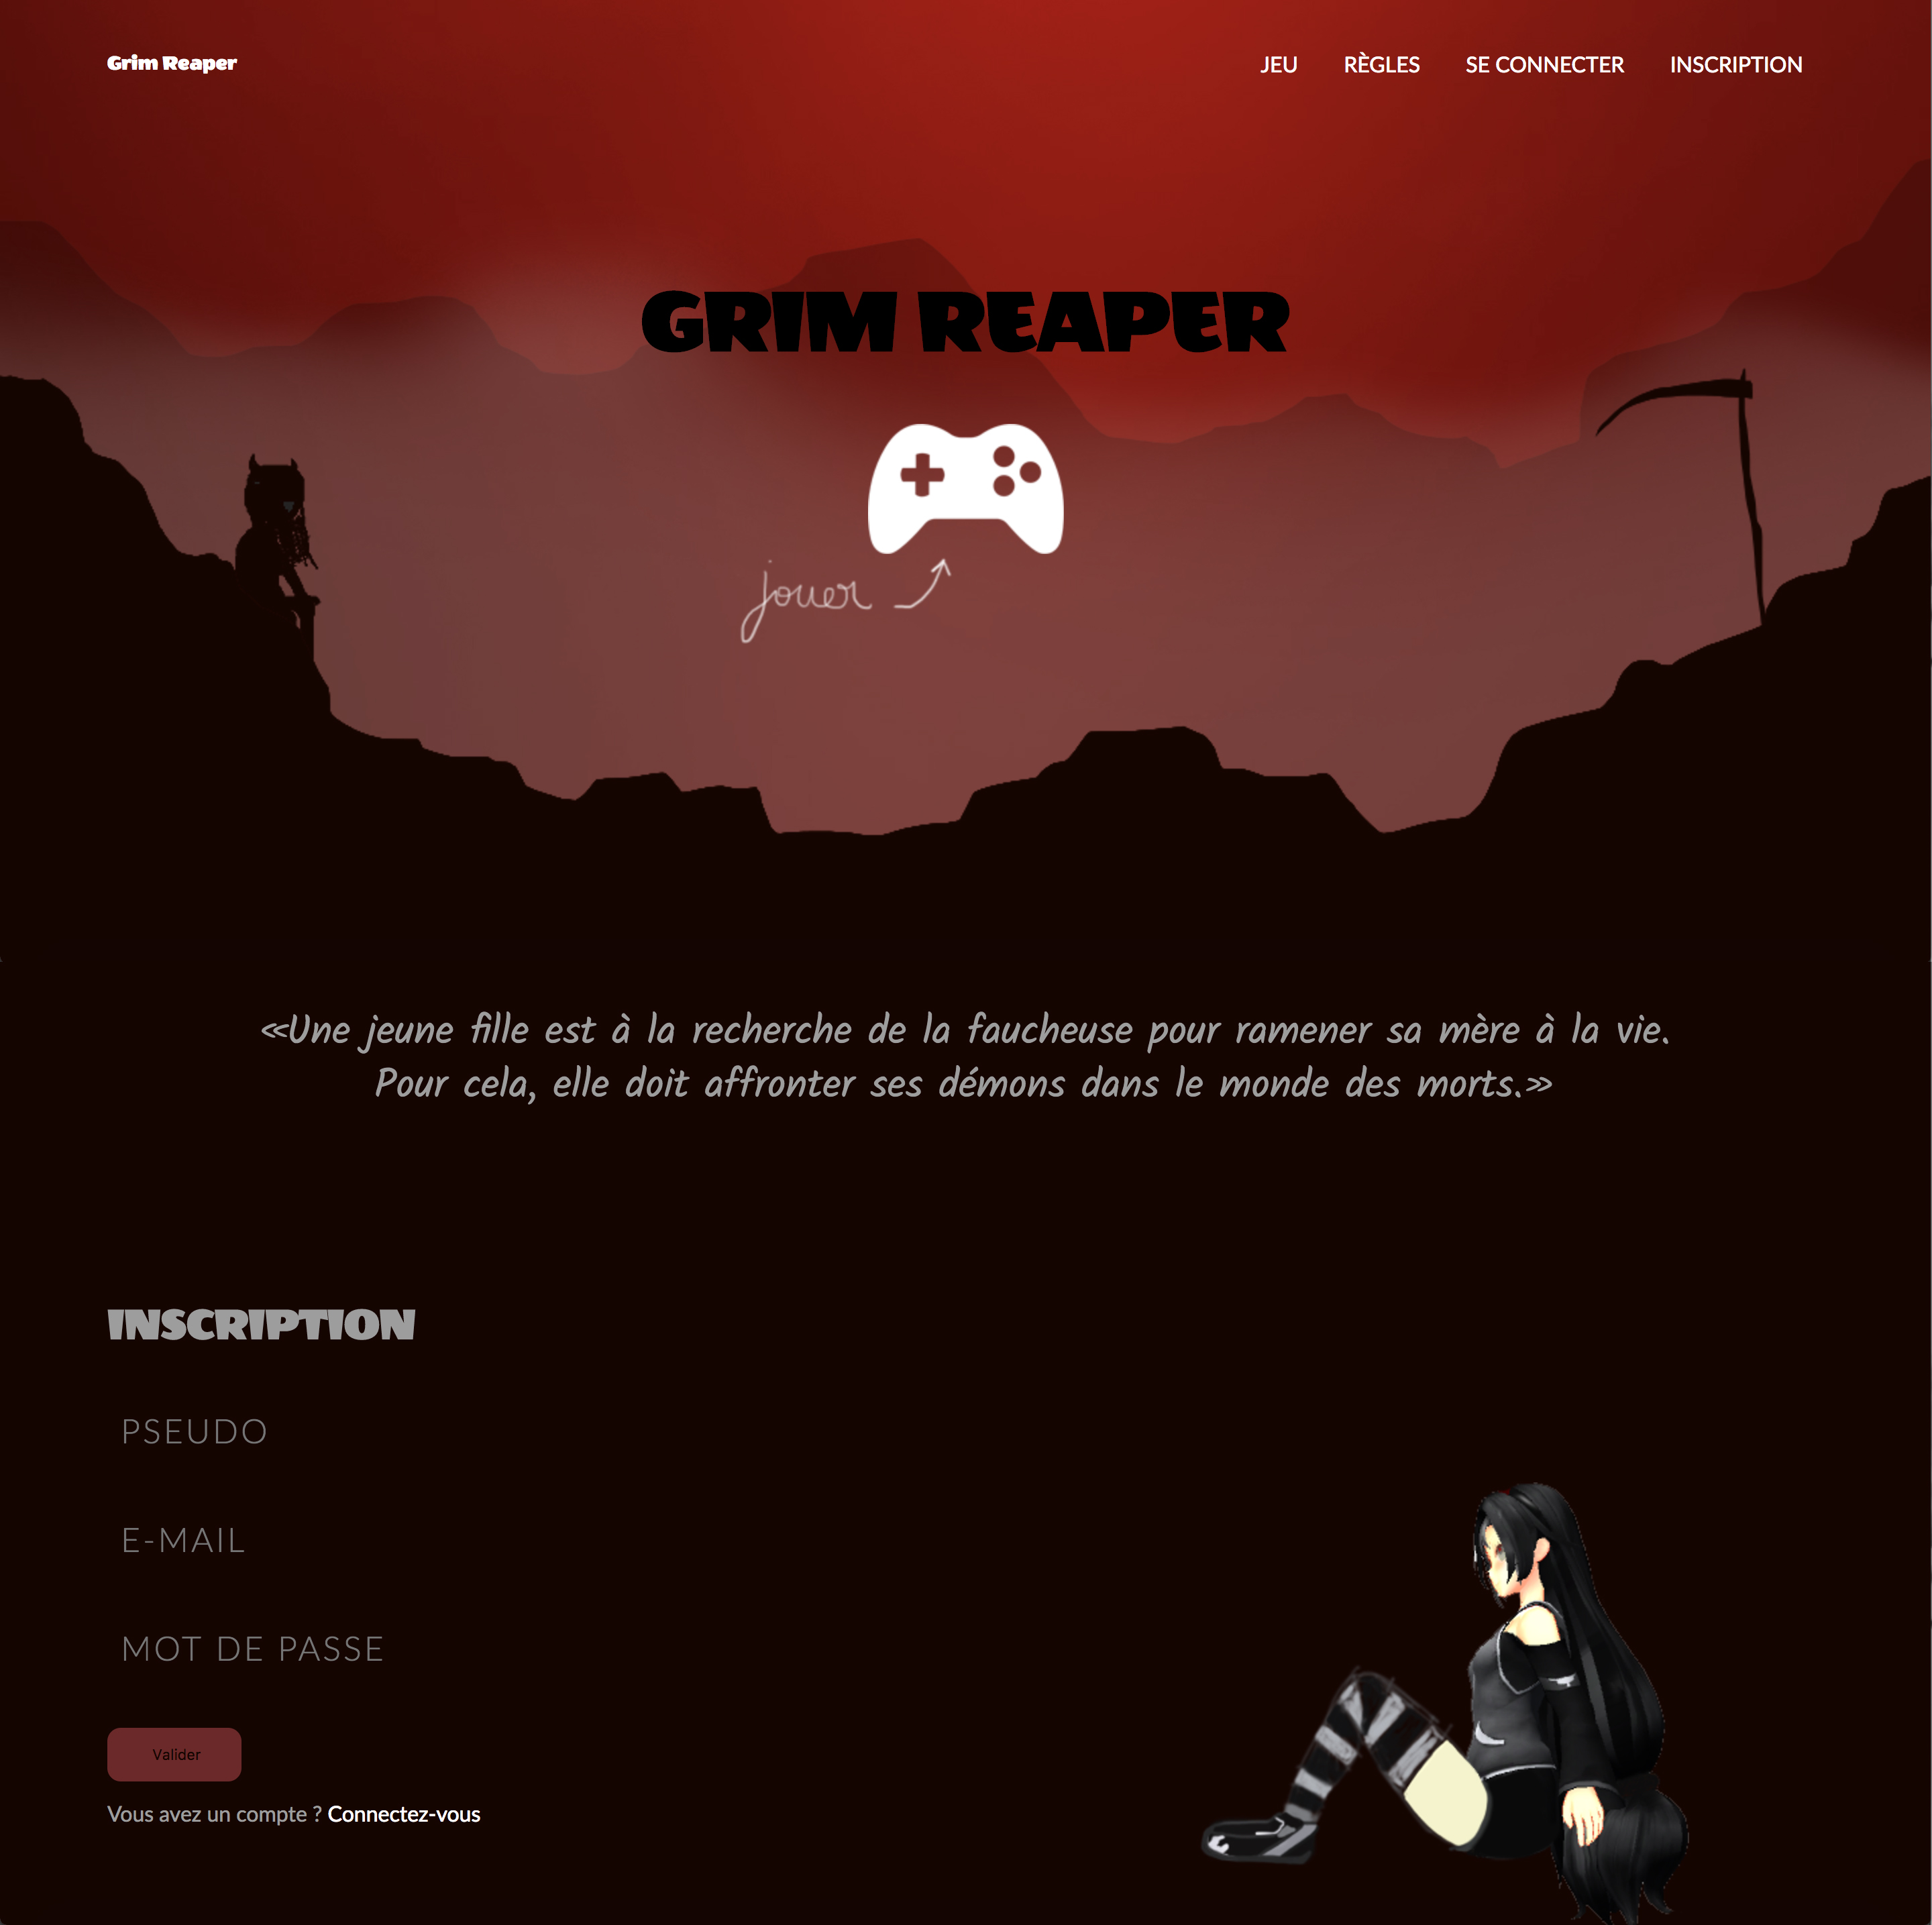 Grim Reaper
JEU RÈGLES SE CONNECTER INSCRIPTION
GRIM REAPER
jouer
«Une jeune fille est à la recherche de la faucheuse pour ramener sa mère à la vie.
Pour cela, elle doit affronter ses démons dans le monde des morts.»
INSCRIPTION
PSEUDO
E-MAIL
MOT DE PASSE
Valider
Vous avez un compte ? Connectez-vous